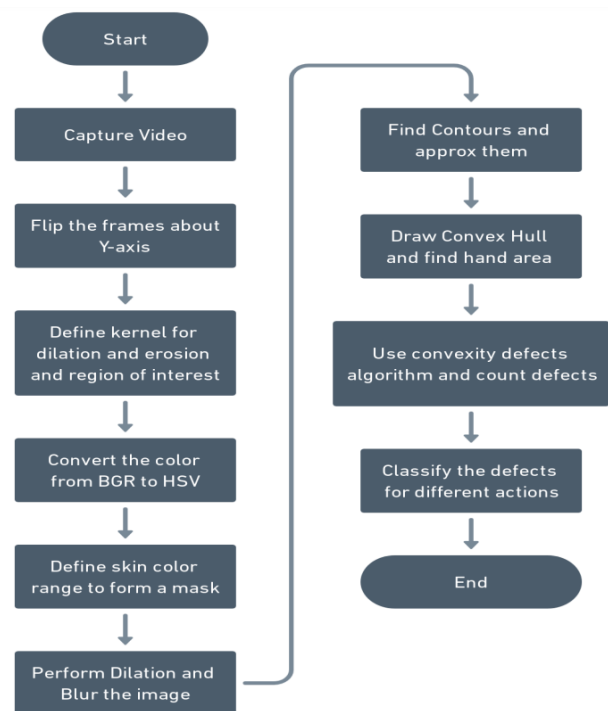 Start
Capture Video
Flip the frames about
Y-axis
Define kernel for
dilation and erosion
and region of interest
Convert the color
from BGR to HSV
Define skin color
range to form a mask
Perform Dilation and
Blur the image
Find Contours and
approx them
Draw Convex Hull
and find hand area
Use convexity defects
algorithm and count defects
Classify the defects
for different actions
End